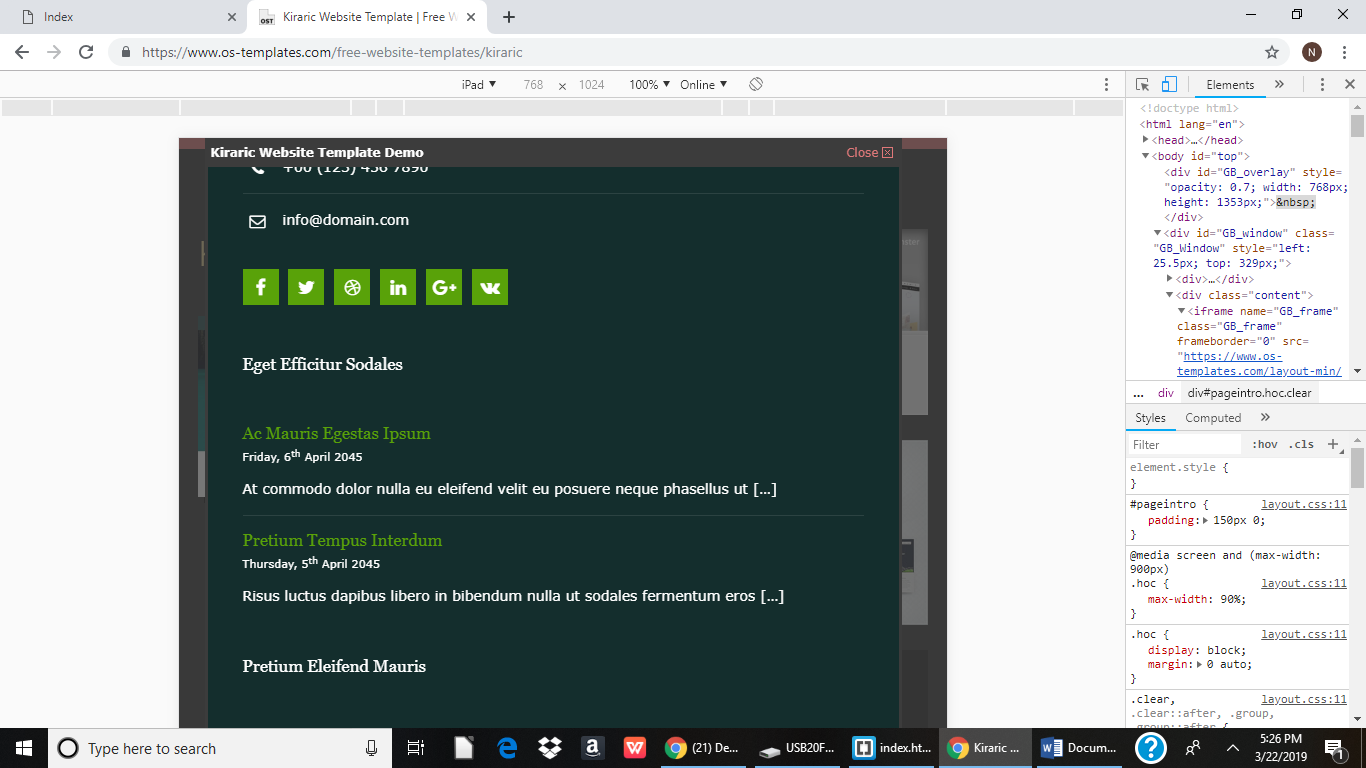 Index
Kiraric Website Template | Free W
https://www.os-templates.com/free-website-templates/kiraric
N
iPad 768 x 1024 100% Online
Elements
<!doctype html>
<html lang="en">
<head>…</head>
<body id="top">
<div id="GB_overlay" style=
"opacity: 0.7; width: 768px;
height: 1353px;">&nbsp;
</div>
<div id="GB_window" class=
"GB_Window" style="left:
25.5px; top: 329px;">
<div>…</div>
<div class="content">
<iframe name="GB_frame"
class="GB_frame"
frameborder="0" src=
"https://www.os-
templates.com/layout-min/
... div div#pageintro.hoc.clear
Styles Computed
Filter :hov .cls +
element.style {
}
#pageintro { layout.css:11
padding: 150px 0;
}
@media screen and (max-width:
900px)
.hoc { layout.css:11
max-width: 90%;
}
.hoc { layout.css:11
display: block;
margin: 0 auto;
}
.clear, layout.css:11
.clear::after, .group,
.group::after {
Kiraric Website Template Demo
Close
+00 (123) 456 7890
info@domain.com
Eget Efficitur Sodales
Ac Mauris Egestas Ipsum
Friday, 6th April 2045
At commodo dolor nulla eu eleifend velit eu posuere neque phasellus ut […]
Pretium Tempus Interdum
Thursday, 5th April 2045
Risus luctus dapibus libero in bibendum nulla ut sodales fermentum eros […]
Pretium Eleifend Mauris
Type here to search
(21) De...
USB20F...
index.ht...
Kiraric ...
Docum...
5:26 PM
3/22/2019
1